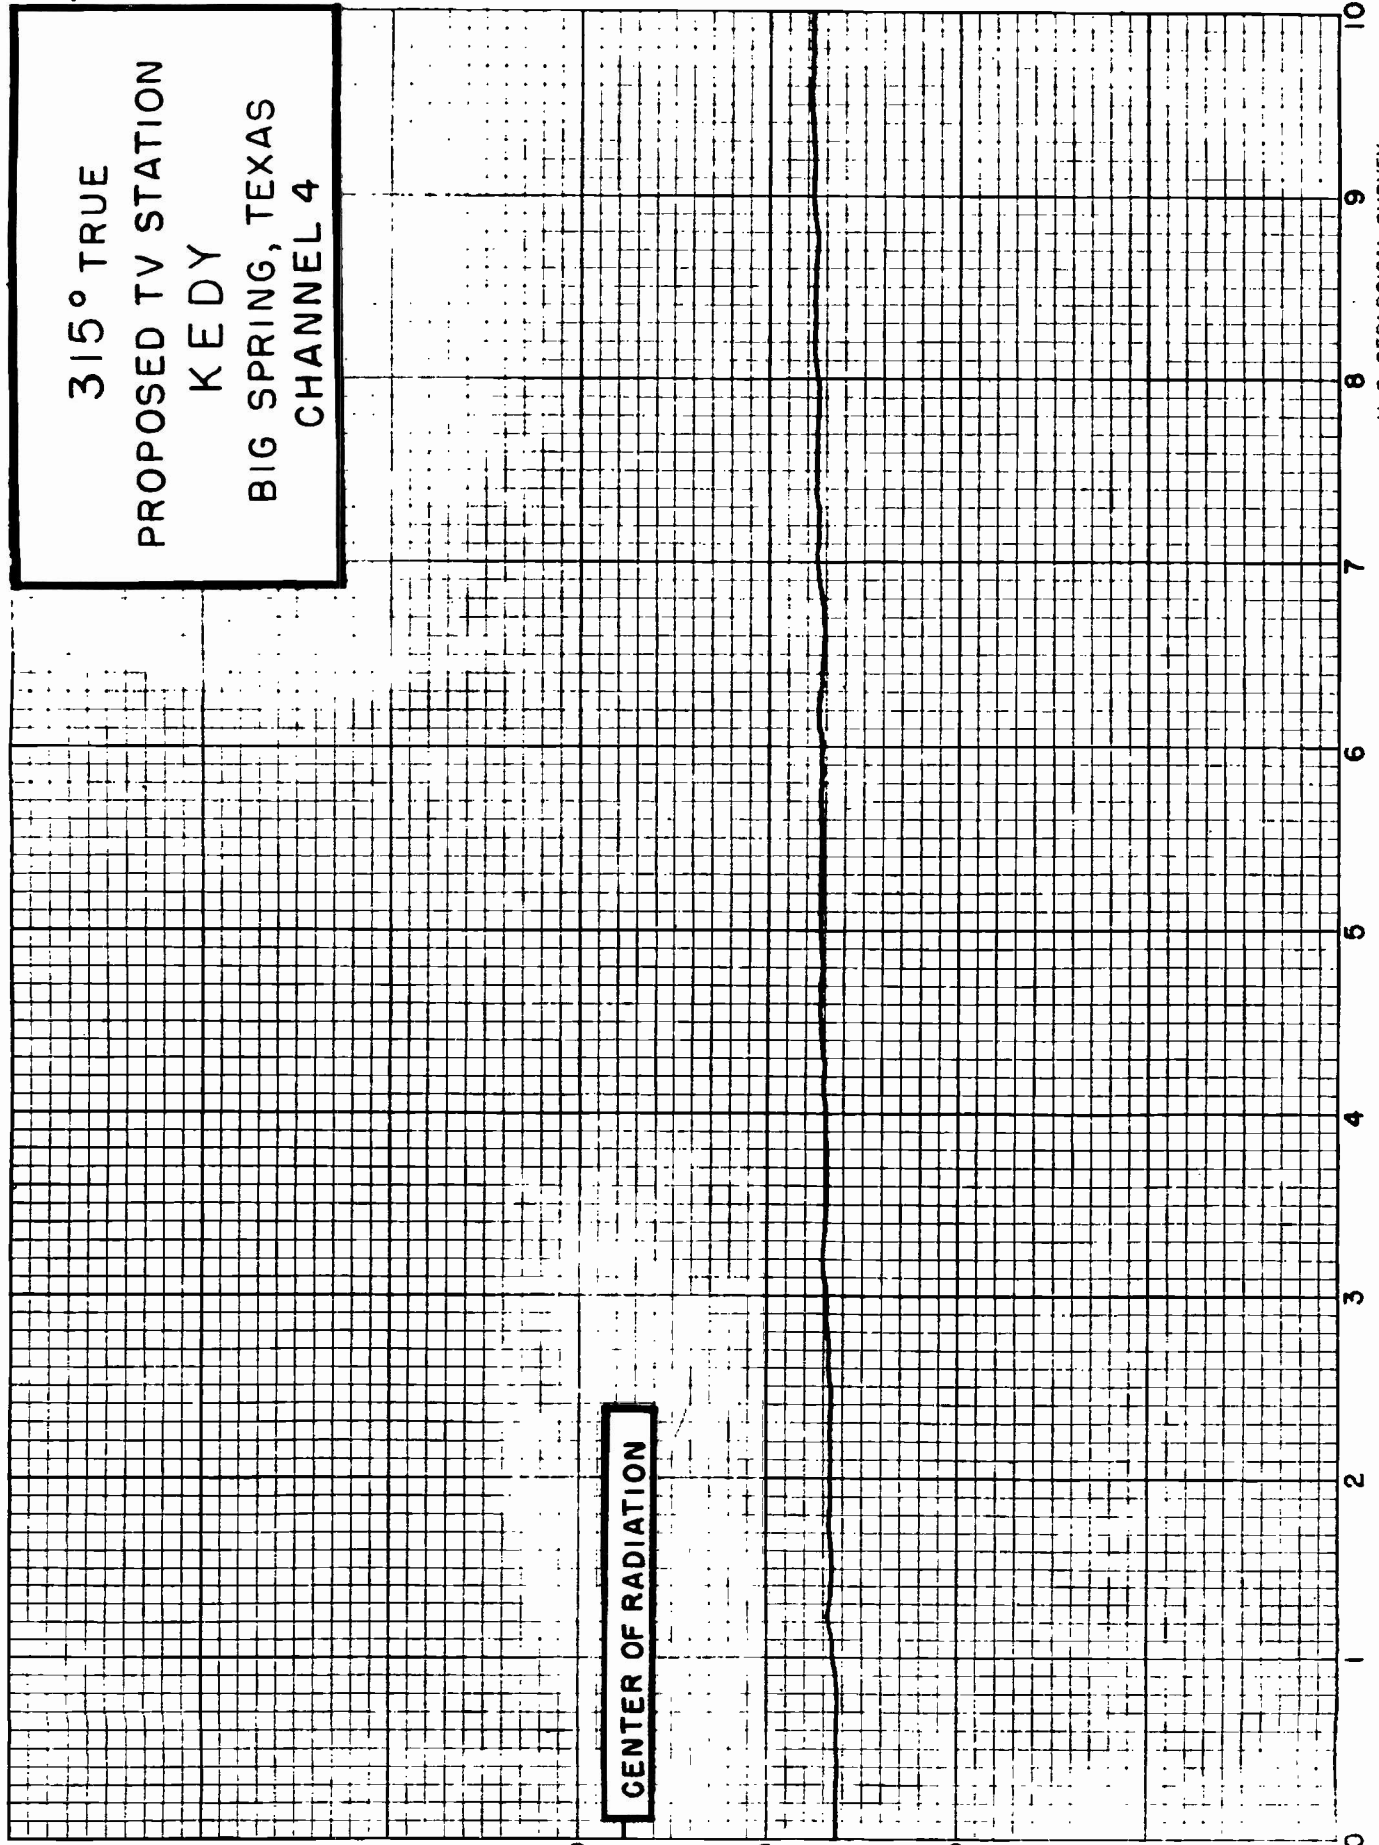 315° TRUE
PROPOSED TV STATION
KEDY
BIG SPRING, TEXAS
CHANNEL 4
CENTER OF RADIATION
0 1 2 3 4 5 6 7 8 9 10